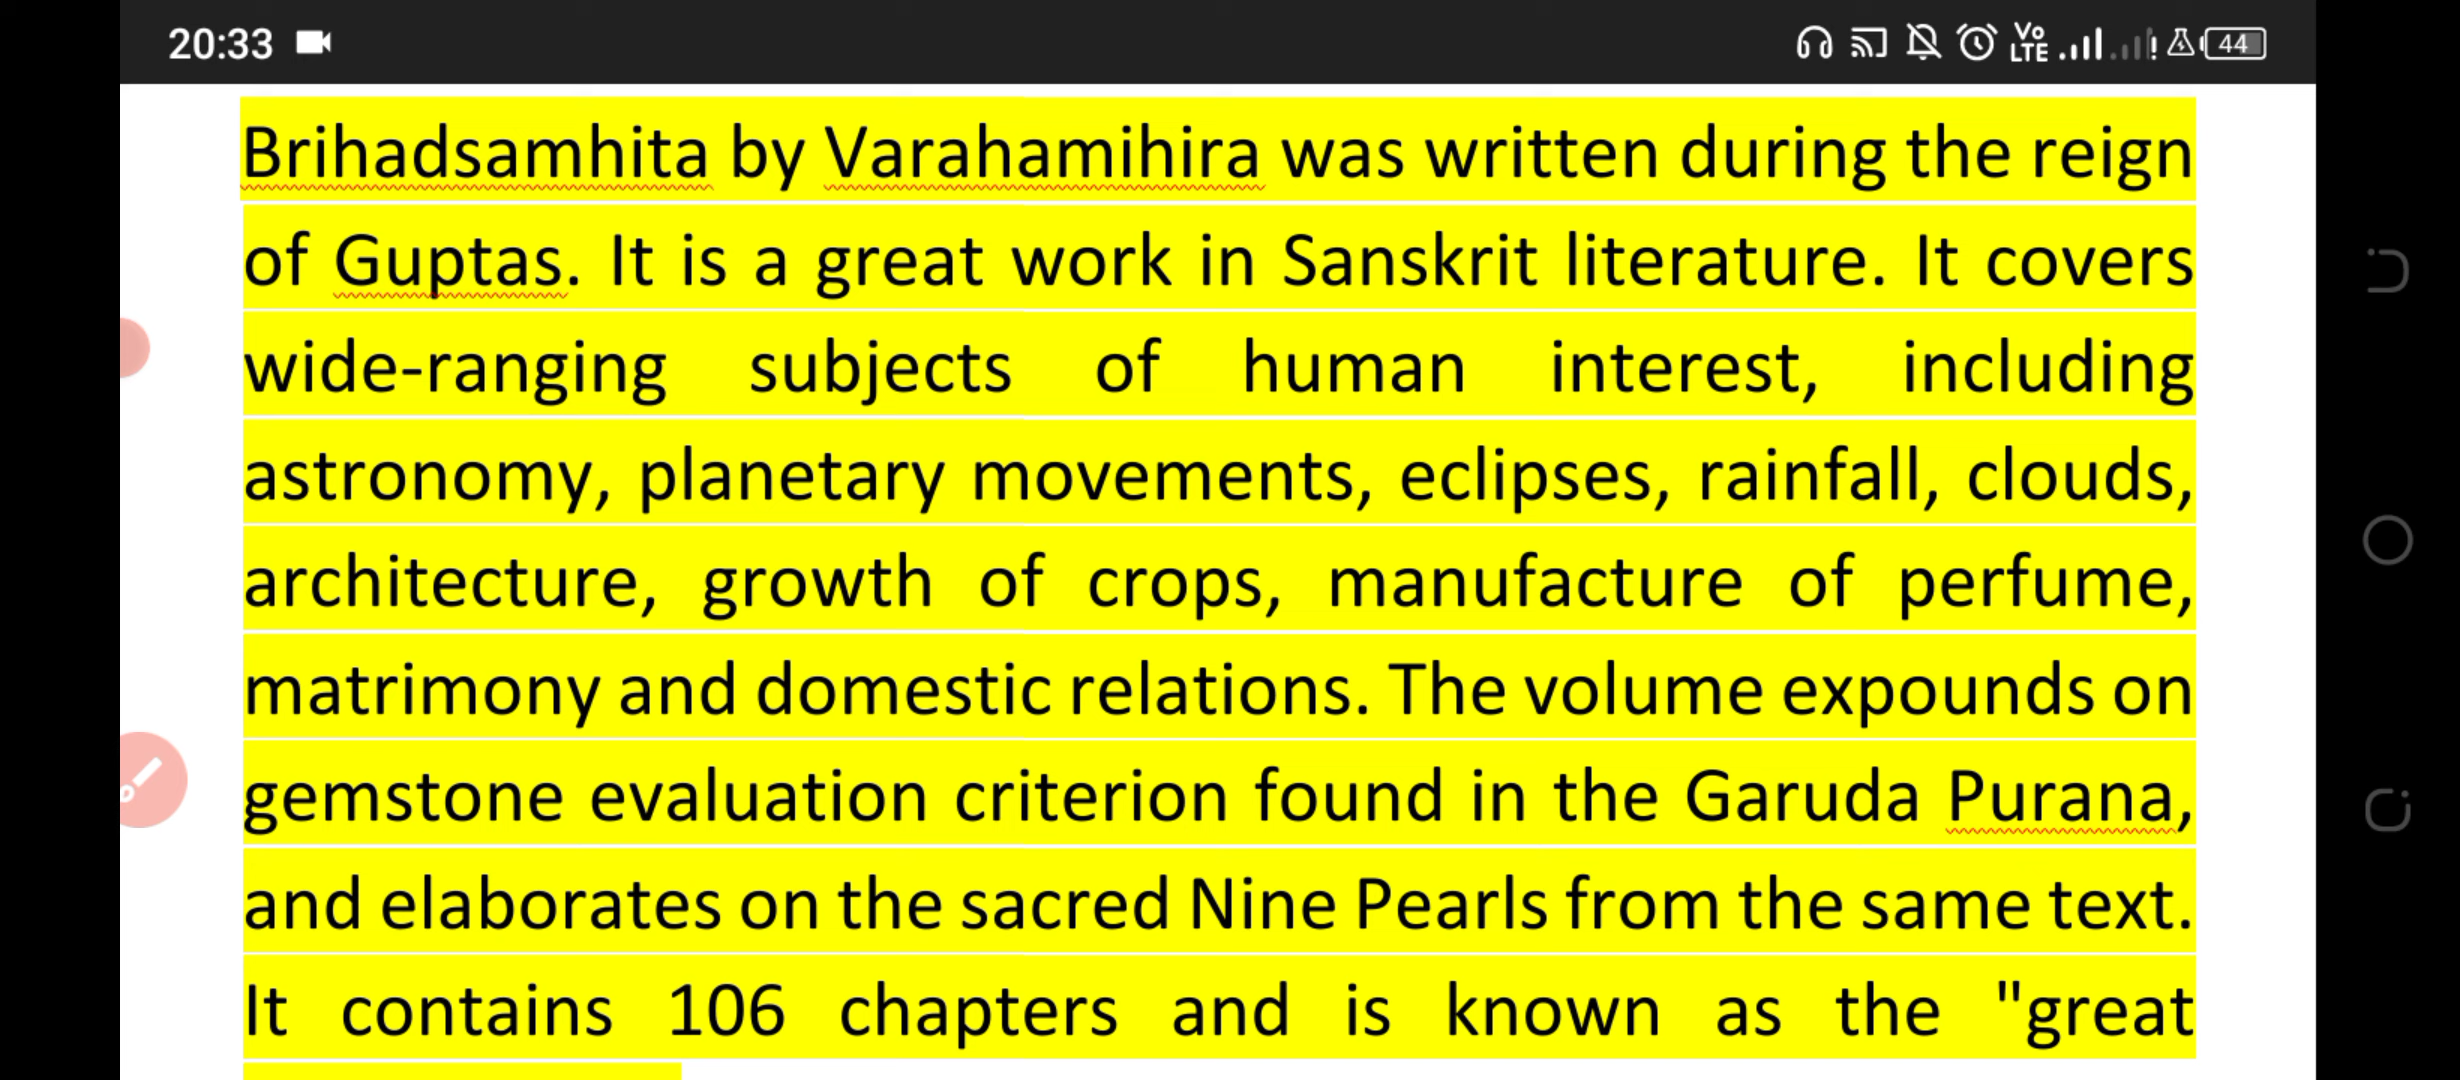 20:33
Vo
LTE
44
Brihadsamhita by Varahamihira was written during the reign
of Guptas. It is a great work in Sanskrit literature. It covers
wide-ranging subjects of human interest, including
astronomy, planetary movements, eclipses, rainfall, clouds,
architecture, growth of crops, manufacture of perfume,
matrimony and domestic relations. The volume expounds on
gemstone evaluation criterion found in the Garuda Purana,
and elaborates on the sacred Nine Pearls from the same text.
It contains 106 chapters and is known as the "great